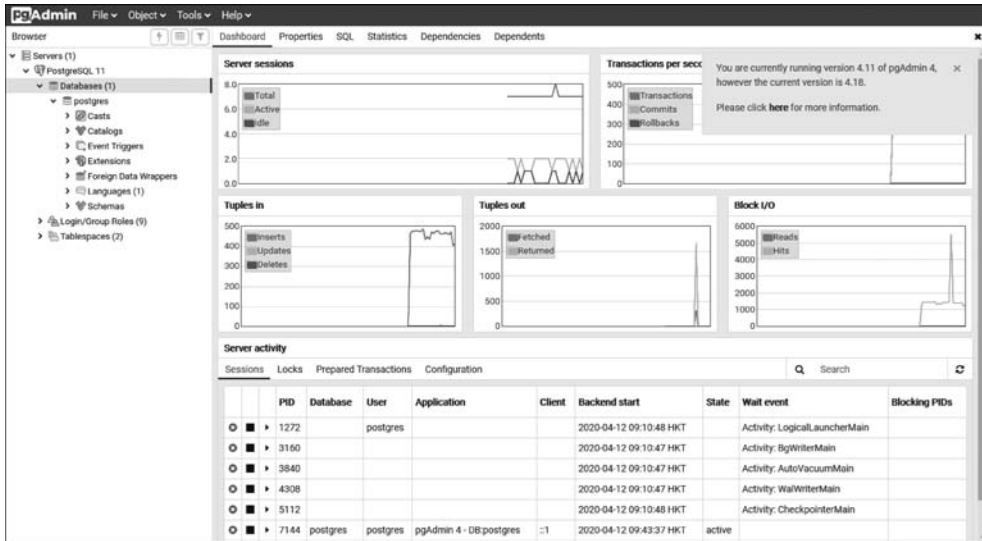 pgAdmin File Object Tools Help
Browser
Dashboard Properties SQL Statistics Dependencies Dependents
Servers (1)
PostgreSQL 11
Databases (1)
postgres
Casts
Catalogs
Event Triggers
Extensions
Foreign Data Wrappers
Languages (1)
Schemas
Login/Group Roles (9)
Tablespaces (2)
Server sessions
8.0
6.0
4.0
2.0
0.0
Total
Active
Idle
Transactions per seco
500
400
300
200
100
0
Transactions
Commits
Rollbacks
You are currently running version 4.11 of pgAdmin 4,
however the current version is 4.18.
Please click here for more information.
Tuples in
500
400
300
200
100
0
Inserts
Updates
Deletes
Tuples out
2000
1500
1000
500
0
Fetched
Returned
Block I/O
6000
5000
4000
3000
2000
1000
0
Reads
Hits
Server activity
Sessions Locks Prepared Transactions Configuration
Search
PID Database User Application Client Backend start State Wait event Blocking PIDs
1272 postgres 2020-04-12 09:10:48 HKT Activity: LogicalLauncherMain
3160 2020-04-12 09:10:47 HKT Activity: BgWriterMain
3840 2020-04-12 09:10:47 HKT Activity: AutoVacuumMain
4308 2020-04-12 09:10:47 HKT Activity: WalWriterMain
5112 2020-04-12 09:10:48 HKT Activity: CheckpointerMain
7144 postgres postgres pgAdmin 4 - DB:postgres ::1 2020-04-12 09:43:37 HKT active